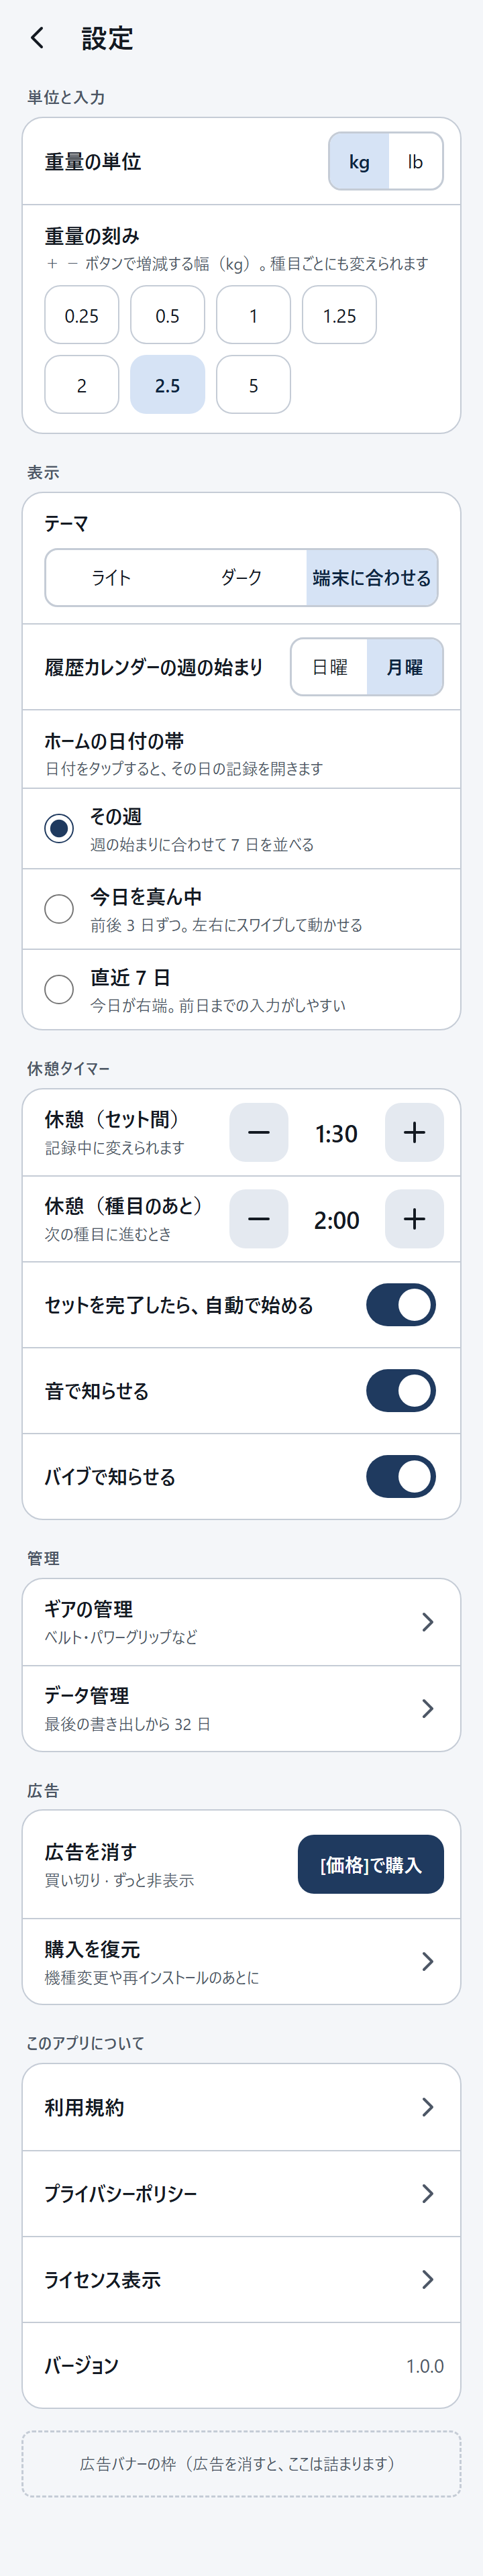 設定
単位と入力
重量の単位
kg
lb
重量の刻み
＋ － ボタンで増減する幅（kg）。種目ごとにも変えられます
0.25
0.5
1
1.25
2
2.5
5
表示
テーマ
ライト
ダーク
端末に合わせる
履歴カレンダーの週の始まり
日曜
月曜
ホームの日付の帯
日付をタップすると、その日の記録を開きます
その週
週の始まりに合わせて 7 日を並べる
今日を真ん中
前後 3 日ずつ。左右にスワイプして動かせる
直近 7 日
今日が右端。前日までの入力がしやすい
休憩タイマー
休憩（セット間）
記録中に変えられます
1:30
休憩（種目のあと）
次の種目に進むとき
2:00
セットを完了したら、自動で始める
音で知らせる
バイブで知らせる
管理
ギアの管理
ベルト・パワーグリップなど
データ管理
最後の書き出しから 32 日
広告
広告を消す
買い切り · ずっと非表示
[価格]で購入
購入を復元
機種変更や再インストールのあとに
このアプリについて
利用規約
プライバシーポリシー
ライセンス表示
バージョン
1.0.0
広告バナーの枠（広告を消すと、ここは詰まります）